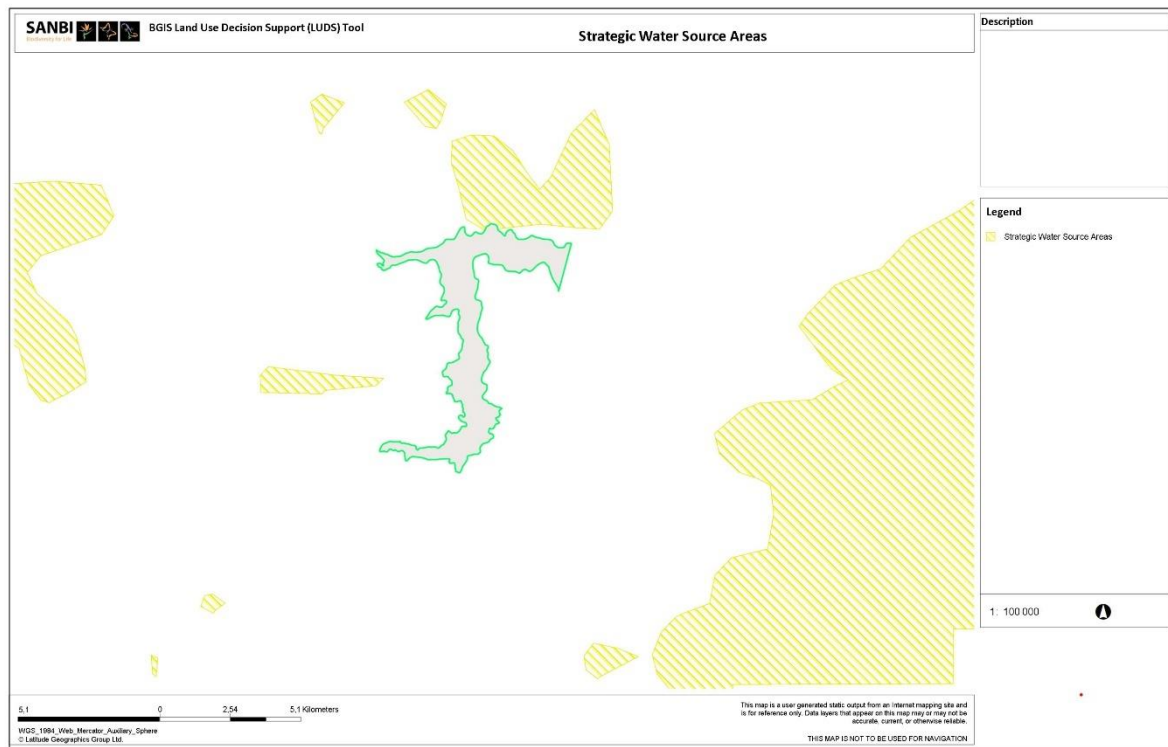 SANBI
Biodiversity for Life
BGIS Land Use Decision Support (LUDS) Tool
Strategic Water Source Areas
Description
Legend
Strategic Water Source Areas
1: 100 000
5,1 0 2,54 5,1 Kilometers
WGS_1984_Web_Mercator_Auxiliary_Sphere
© Latitude Geographics Group Ltd.
This map is a user generated static output from an Internet mapping site and
is for reference only. Data layers that appear on this map may or may not be
accurate, current, or otherwise reliable.
THIS MAP IS NOT TO BE USED FOR NAVIGATION